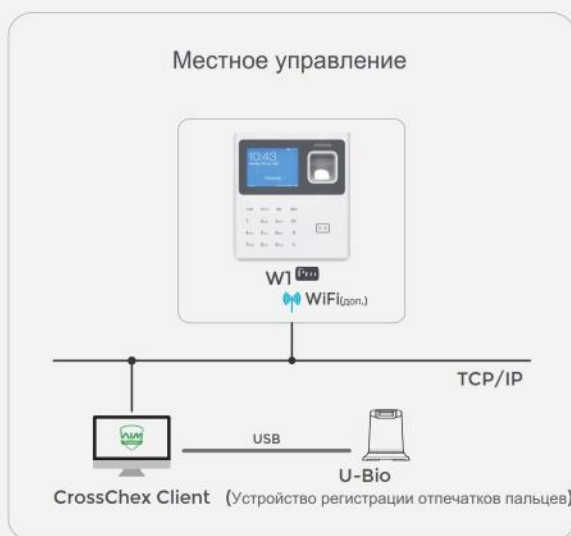 Местное управление
10:43
W1 Pro
WiFi(доп.)
TCP/IP
USB
U-Bio
CrossChex Client (Устройство регистрации отпечатков пальцев)